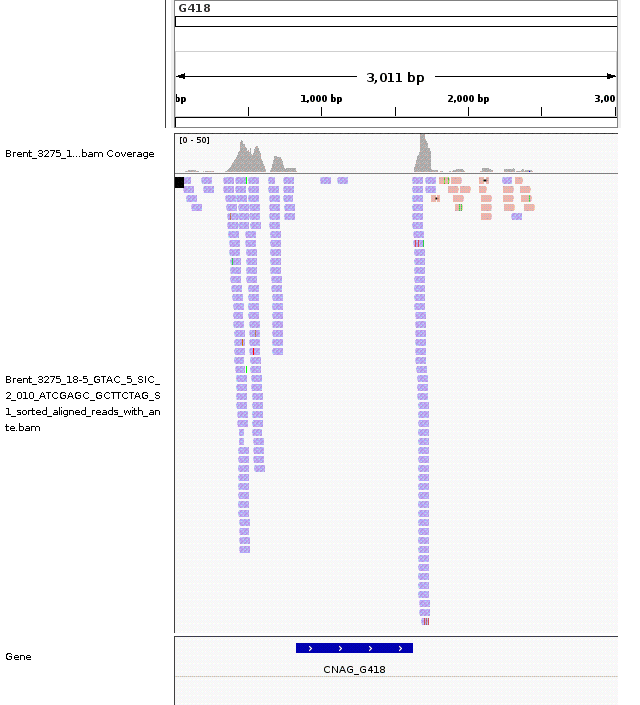 G418
3,011 bp
bp
1,000 bp
2,000 bp
3,00
[0 - 50]
Brent_3275_1...bam Coverage
Brent_3275_18-5_GTAC_5_SIC_
2_010_ATCGAGC_GCTTCTAG_S
1_sorted_aligned_reads_with_an
te.bam
Gene
CNAG_G418